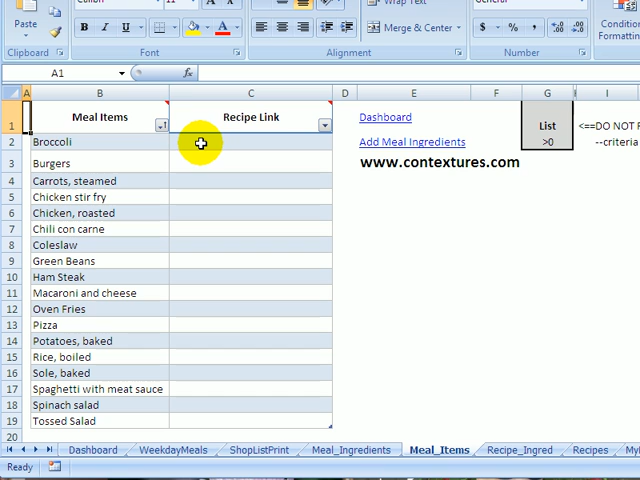 Calibri 11 General
Paste Merge & Center $ % , Conditional
B I U A Formatting
Clipboard Font Alignment Number
A1 fx
A B C D E F G H I
1 Meal Items Recipe Link Dashboard List <==DO NOT
2 Broccoli Add Meal Ingredients >0 --criteria
3 Burgers www.contextures.com
4 Carrots, steamed
5 Chicken stir fry
6 Chicken, roasted
7 Chili con carne
8 Coleslaw
9 Green Beans
10 Ham Steak
11 Macaroni and cheese
12 Oven Fries
13 Pizza
14 Potatoes, baked
15 Rice, boiled
16 Sole, baked
17 Spaghetti with meat sauce
18 Spinach salad
19 Tossed Salad
20
Dashboard WeekdayMeals ShopListPrint Meal_Ingredients Meal_Items Recipe_Ingred Recipes My
Ready